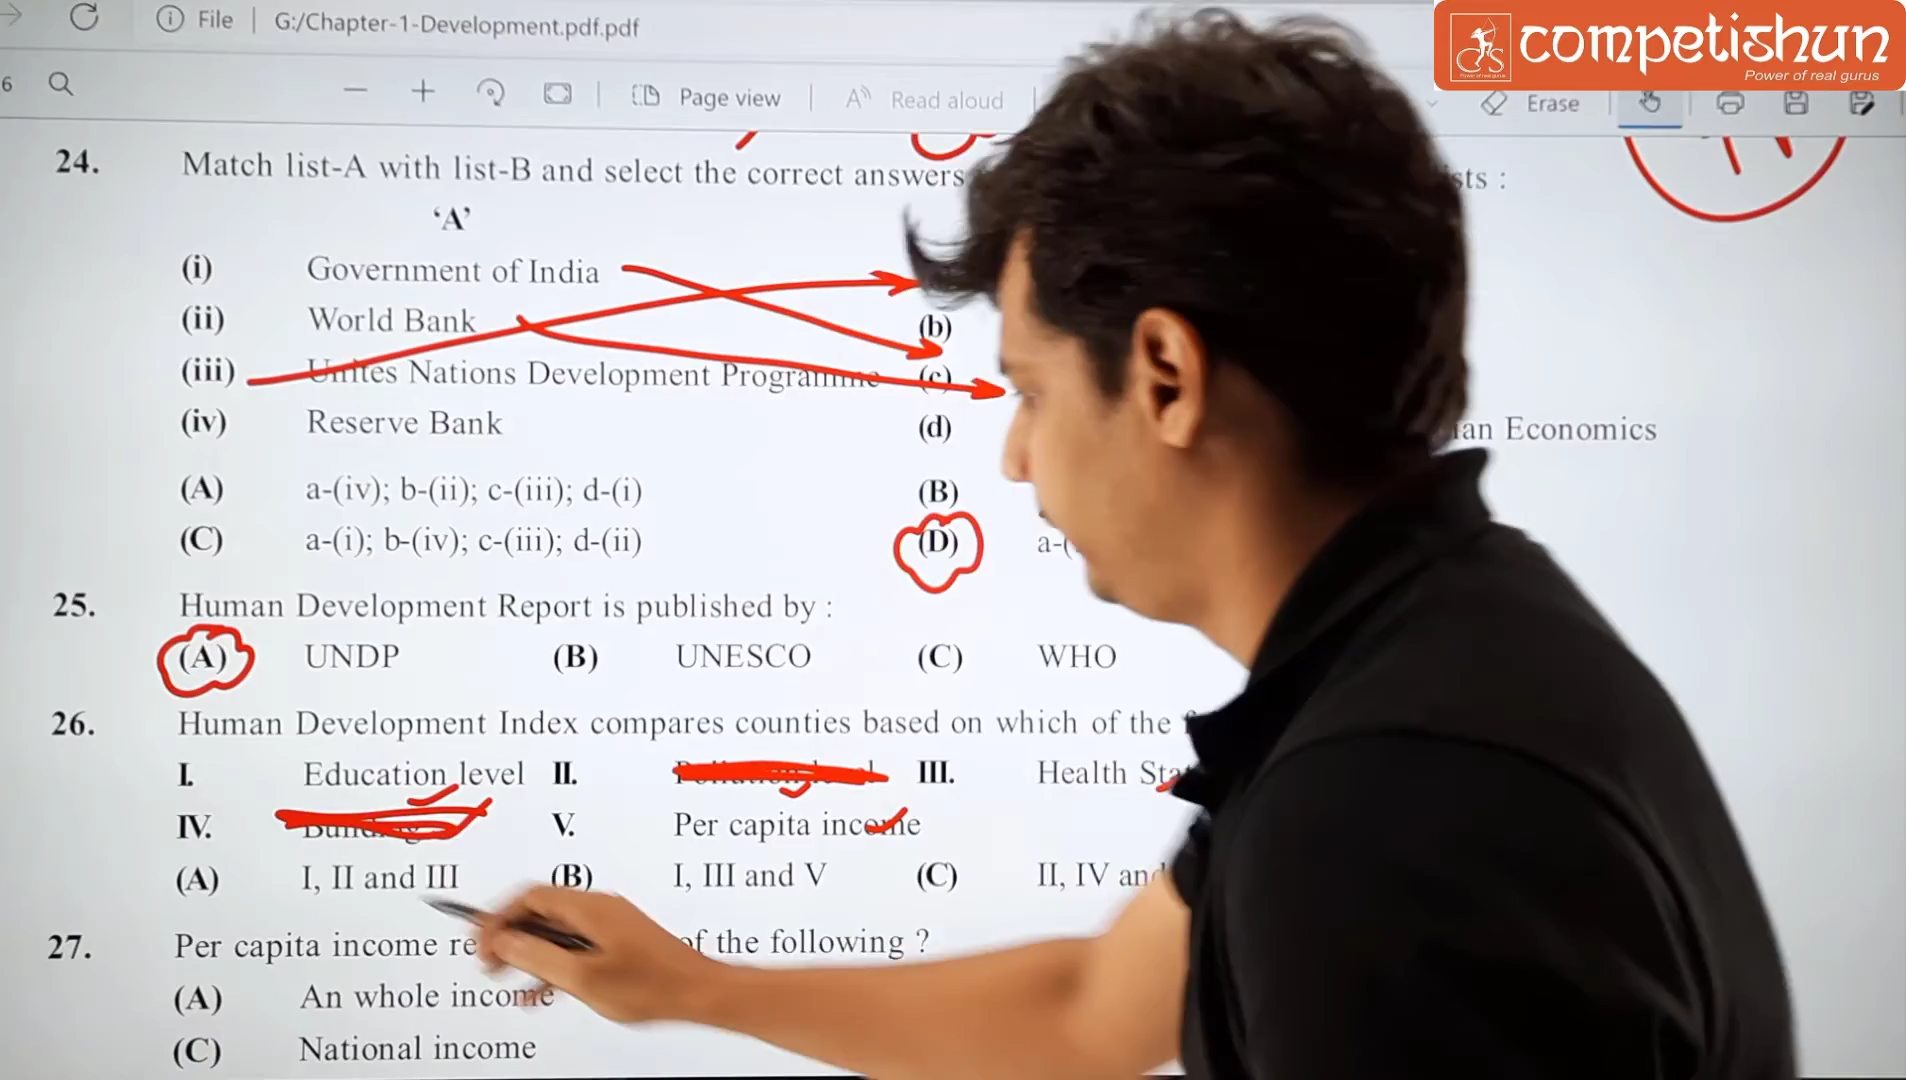 File G:/Chapter-1-Development.pdf.pdf
competishun
Power of real gurus
6 Page view Read aloud Erase
24. Match list-A with list-B and select the correct answers
‘A’
(i) Government of India
(ii) World Bank (b)
(iii) Unites Nations Development Programme (c)
(iv) Reserve Bank (d) Economics
(A) a-(iv); b-(ii); c-(iii); d-(i) (B)
(C) a-(i); b-(iv); c-(iii); d-(ii) (D)
25. Human Development Report is published by :
(A) UNDP (B) UNESCO (C) WHO
26. Human Development Index compares counties based on which of the
I. Education level II. III. Health
IV. V. Per capita income
(A) I, II and III (B) I, III and V (C) II, IV
27. Per capita income of the following ?
(A) An whole income
(C) National income